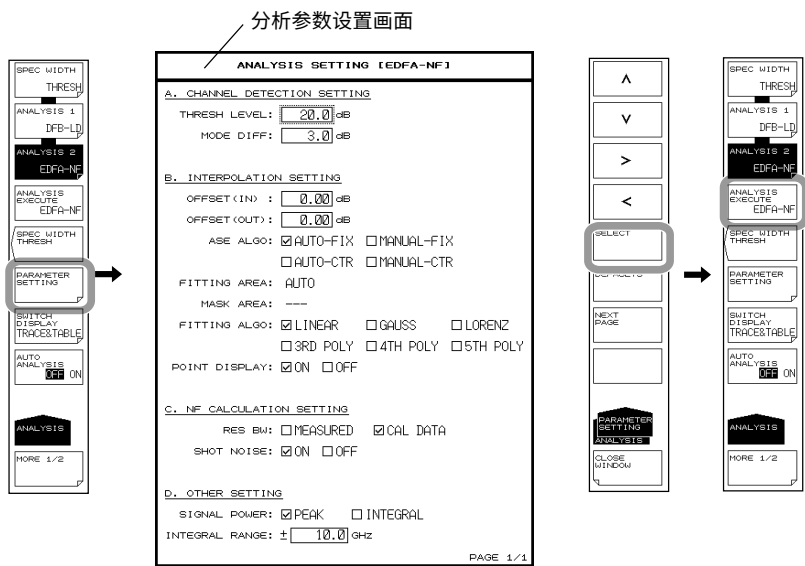 分析参数设置画面
SPEC WIDTH
THRESH
ANALYSIS 1
DFB-LD
ANALYSIS 2
EDFA-NF
ANALYSIS
EXECUTE
EDFA-NF
SPEC WIDTH
THRESH
PARAMETER
SETTING
SWITCH
DISPLAY
TRACE&TABLE
AUTO
ANALYSIS
OFF ON
ANALYSIS
MORE 1/2
ANALYSIS SETTING [EDFA-NF]
A. CHANNEL DETECTION SETTING
THRESH LEVEL: 20.0 dB
MODE DIFF: 3.0 dB
B. INTERPOLATION SETTING
OFFSET(IN) : 0.00 dB
OFFSET(OUT): 0.00 dB
ASE ALGO: ☑AUTO-FIX ☐MANUAL-FIX
☐AUTO-CTR ☐MANUAL-CTR
FITTING AREA: AUTO
MASK AREA: ---
FITTING ALGO: ☑LINEAR ☐GAUSS ☐LORENZ
☐3RD POLY ☐4TH POLY ☐5TH POLY
POINT DISPLAY: ☑ON ☐OFF
C. NF CALCULATION SETTING
RES BW: ☐MEASURED ☑CAL DATA
SHOT NOISE: ☑ON ☐OFF
D. OTHER SETTING
SIGNAL POWER: ☑PEAK ☐INTEGRAL
INTEGRAL RANGE: ± 10.0 GHz
PAGE 1/1
∧
∨
>
<
SELECT
DEFAULTS
NEXT
PAGE
PARAMETER
SETTING
ANALYSIS
CLOSE
WINDOW
SPEC WIDTH
THRESH
ANALYSIS 1
DFB-LD
ANALYSIS 2
EDFA-NF
ANALYSIS
EXECUTE
EDFA-NF
SPEC WIDTH
THRESH
PARAMETER
SETTING
SWITCH
DISPLAY
TRACE&TABLE
AUTO
ANALYSIS
OFF ON
ANALYSIS
MORE 1/2